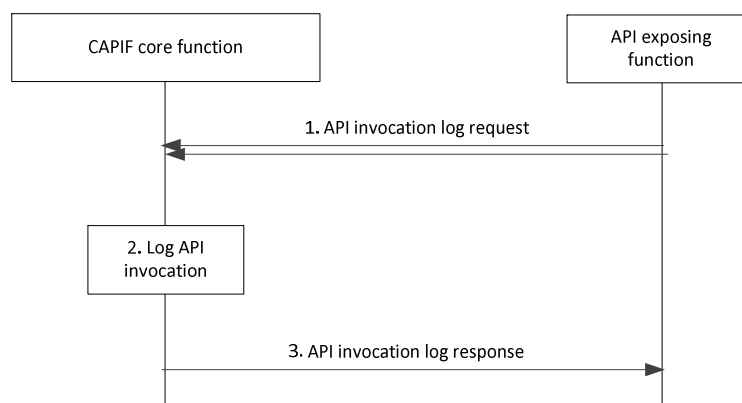 CAPIF core function
API exposing
function
1. API invocation log request
2. Log API
invocation
3. API invocation log response